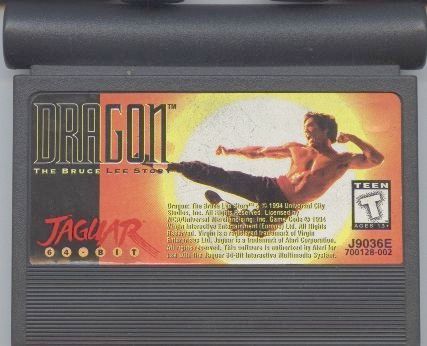 DRAGON™
THE BRUCE LEE STORY
TEEN
T
AGES 13+
Dragon: The Bruce Lee Story © 1994 Universal City
Studios, Inc. All Rights Reserved. Licensed by
MCA/Universal Merchandising, Inc. Game Code © 1994
Virgin Interactive Entertainment (Europe) Ltd. All Rights
Reserved. Virgin is a registered trademark of Virgin
Enterprises Ltd. Jaguar is a trademark of Atari Corporation.
All rights reserved. This software is authorized by Atari for
use with the Jaguar 64-Bit Interactive Multimedia System.
JAGUAR
64-BIT
J9036E
700128-002